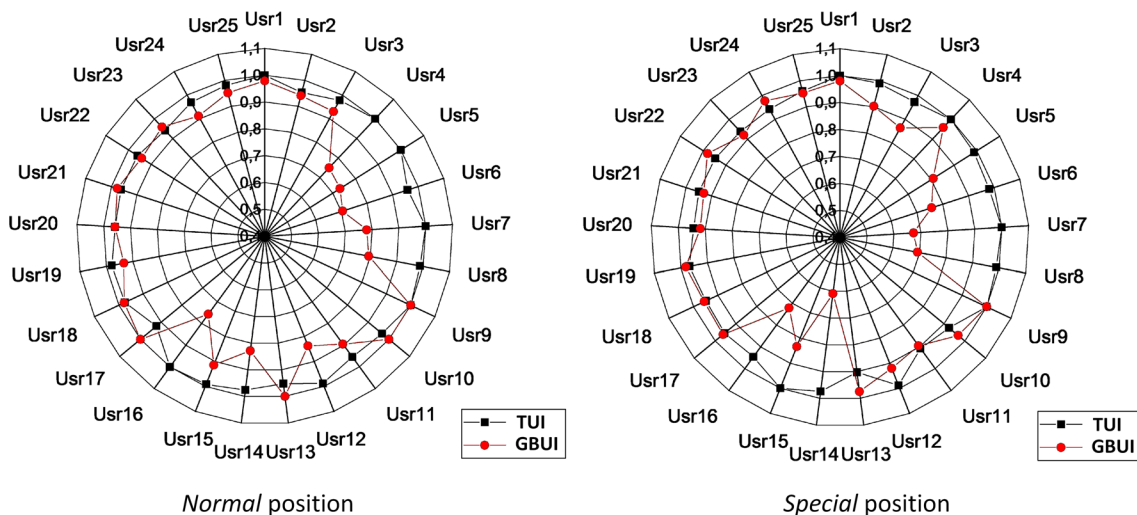 Usr1
Usr2
Usr3
Usr4
Usr5
Usr6
Usr7
Usr8
Usr9
Usr10
Usr11
Usr12
Usr13
Usr14
Usr15
Usr16
Usr17
Usr18
Usr19
Usr20
Usr21
Usr22
Usr23
Usr24
Usr25
1,1
1,0
0,9
0,8
0,7
0,6
0,5
TUI
GBUI
Normal position
Usr1
Usr2
Usr3
Usr4
Usr5
Usr6
Usr7
Usr8
Usr9
Usr10
Usr11
Usr12
Usr13
Usr14
Usr15
Usr16
Usr17
Usr18
Usr19
Usr20
Usr21
Usr22
Usr23
Usr24
Usr25
1,1
1,0
0,9
0,8
0,7
0,6
0,5
TUI
GBUI
Special position